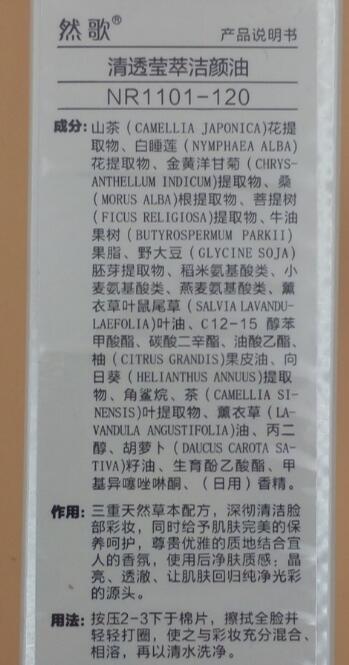 然歌® 产品说明书
清透莹萃洁颜油
NR1101-120
成分: 山茶 (CAMELLIA JAPONICA)花提
取物、白睡莲 (NYMPHAEA ALBA)
花提取物、金黄洋甘菊 (CHRYS-
ANTHELLUM INDICUM)提取物、桑
(MORUS ALBA)根提取物、菩提树
(FICUS RELIGIOSA)提取物、牛油
果树 (BUTYROSPERMUM PARKII)
果脂、野大豆 (GLYCINE SOJA)
胚芽提取物、稻米氨基酸类、小
麦氨基酸类、燕麦氨基酸类、薰
衣草叶鼠尾草 (SALVIA LAVANDU-
LAEFOLIA)叶油、C12-15 醇苯
甲酸酯、碳酸二辛酯、油酸乙酯、
柚 (CITRUS GRANDIS)果皮油、向
日葵 (HELIANTHUS ANNUUS)提取
物、角鲨烷、茶 (CAMELLIA SI-
NENSIS)叶提取物、薰衣草 (LA-
VANDULA ANGUSTIFOLIA)油、丙二
醇、胡萝卜 (DAUCUS CAROTA SA-
TIVA)籽油、生育酚乙酸酯、甲
基异噻唑啉酮、(日用) 香精。
作用: 三重天然草本配方，深彻清洁脸
部彩妆，同时给予肌肤完美的保
养呵护，尊贵优雅的质地结合宜
人的香氛，使用后净肤质感：晶
亮、透澈、让肌肤回归纯净光彩
的源头。
用法: 按压2-3下于棉片，擦拭全脸并
轻轻打圈，使之与彩妆充分混合、
相溶，再以清水洗净。